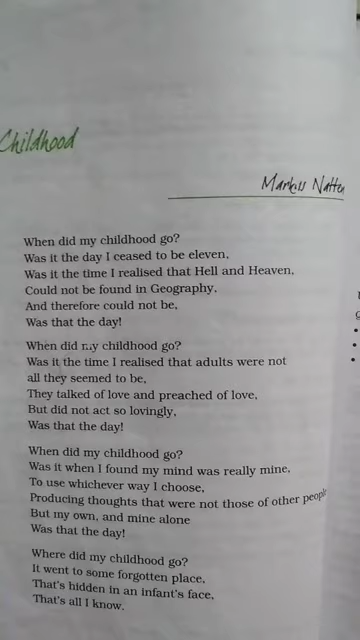 Childhood
Markus Natten
When did my childhood go?
Was it the day I ceased to be eleven,
Was it the time I realised that Hell and Heaven,
Could not be found in Geography,
And therefore could not be,
Was that the day!
When did my childhood go?
Was it the time I realised that adults were not
all they seemed to be,
They talked of love and preached of love,
But did not act so lovingly,
Was that the day!
When did my childhood go?
Was it when I found my mind was really mine,
To use whichever way I choose,
Producing thoughts that were not those of other people
But my own, and mine alone
Was that the day!
Where did my childhood go?
It went to some forgotten place,
That's hidden in an infant's face,
That's all I know.